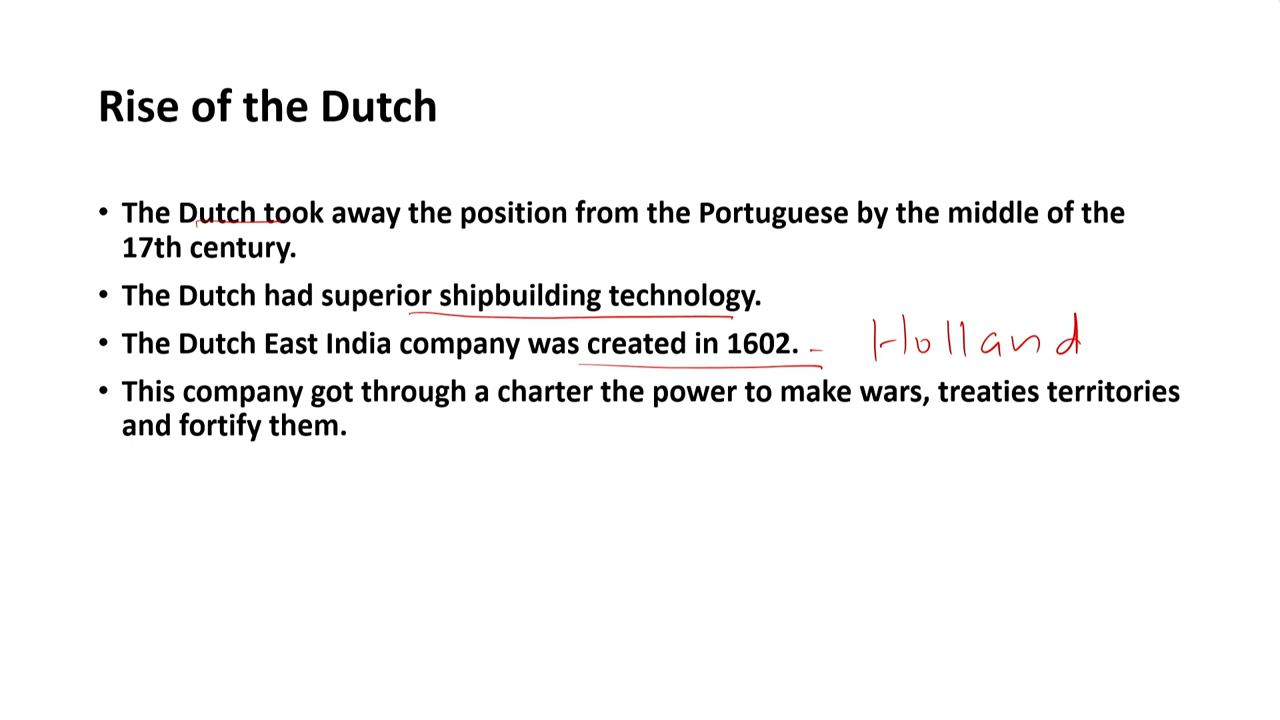 Rise of the Dutch
• The Dutch took away the position from the Portuguese by the middle of the
17th century.
• The Dutch had superior shipbuilding technology.
• The Dutch East India company was created in 1602. - Holland
• This company got through a charter the power to make wars, treaties territories
and fortify them.